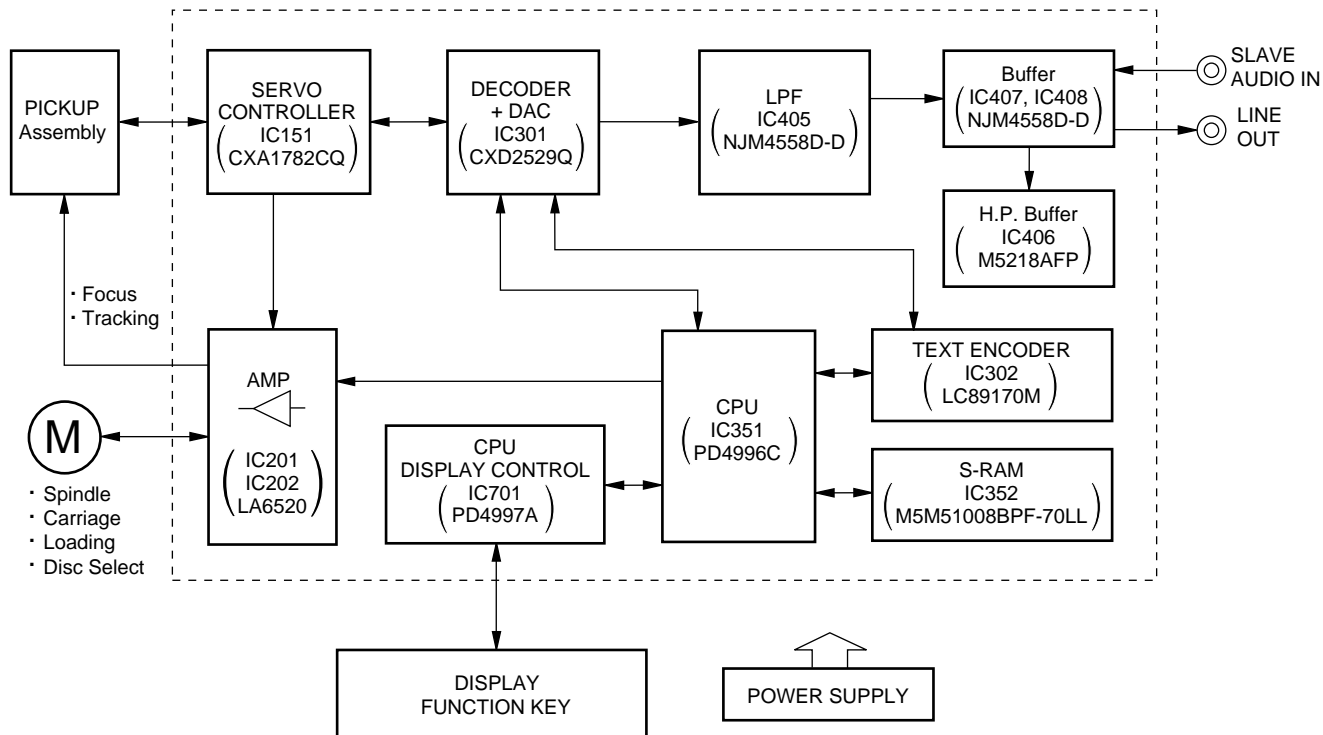 PICKUP
Assembly
SERVO
CONTROLLER
IC151
(CXA1782CQ)
DECODER
+ DAC
IC301
(CXD2529Q)
LPF
IC405
(NJM4558D-D)
Buffer
(IC407, IC408)
NJM4558D-D
SLAVE
AUDIO IN
LINE
OUT
H.P. Buffer
(IC406)
M5218AFP
· Focus
· Tracking
AMP
(IC201
IC202
LA6520)
M
· Spindle
· Carriage
· Loading
· Disc Select
CPU
DISPLAY CONTROL
(IC701)
PD4997A
CPU
(IC351)
PD4996C
TEXT ENCODER
(IC302)
LC89170M
S-RAM
(IC352)
M5M51008BPF-70LL
DISPLAY
FUNCTION KEY
POWER SUPPLY